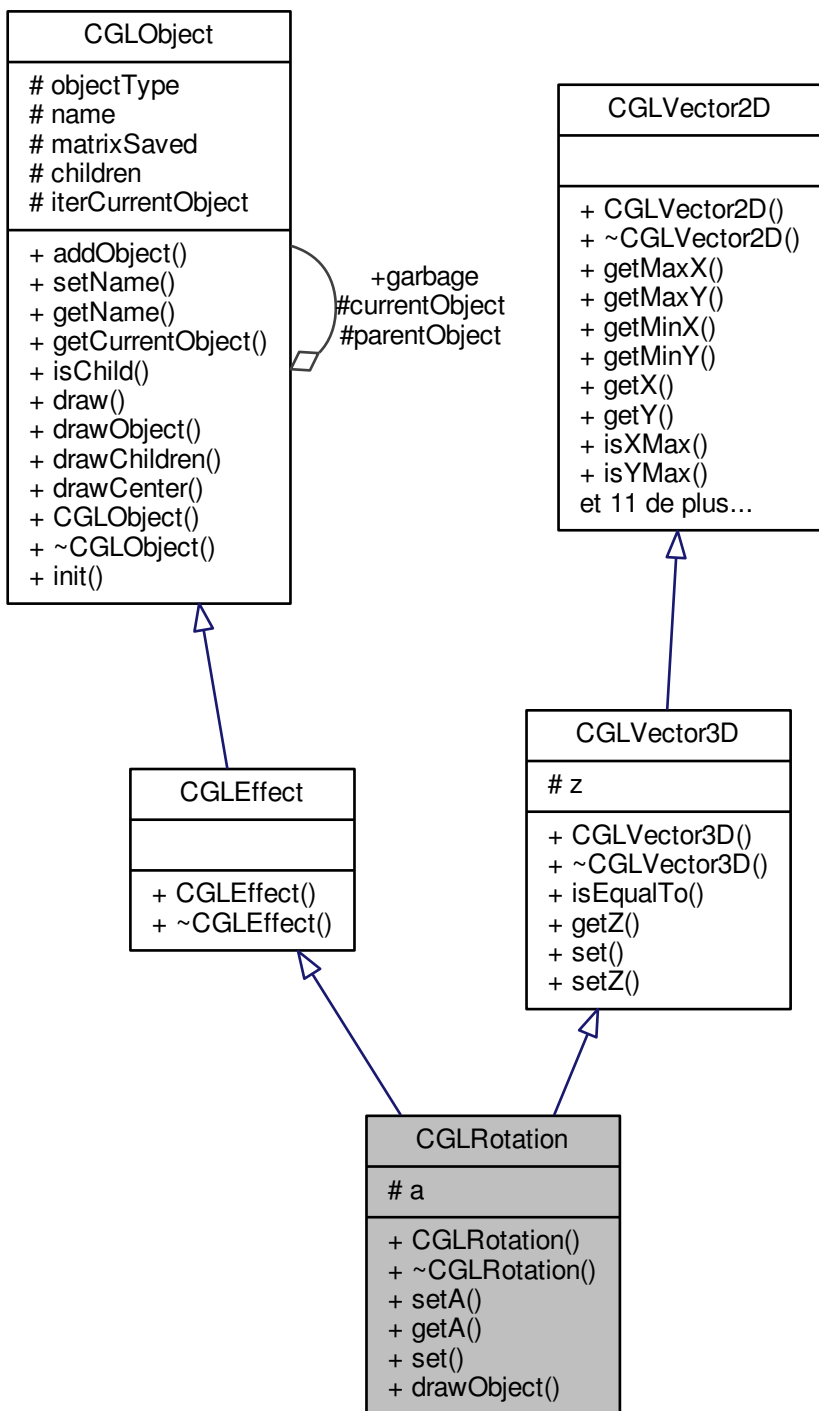 CGLObject
# objectType
# name
# matrixSaved
# children
# iterCurrentObject
+ addObject()
+ setName()
+ getName()
+ getCurrentObject()
+ isChild()
+ draw()
+ drawObject()
+ drawChildren()
+ drawCenter()
+ CGLObject()
+ ~CGLObject()
+ init()
+garbage
#currentObject
#parentObject
CGLVector2D
+ CGLVector2D()
+ ~CGLVector2D()
+ getMaxX()
+ getMaxY()
+ getMinX()
+ getMinY()
+ getX()
+ getY()
+ isXMax()
+ isYMax()
et 11 de plus...
CGLEffect
+ CGLEffect()
+ ~CGLEffect()
CGLVector3D
# z
+ CGLVector3D()
+ ~CGLVector3D()
+ isEqualTo()
+ getZ()
+ set()
+ setZ()
CGLRotation
# a
+ CGLRotation()
+ ~CGLRotation()
+ setA()
+ getA()
+ set()
+ drawObject()